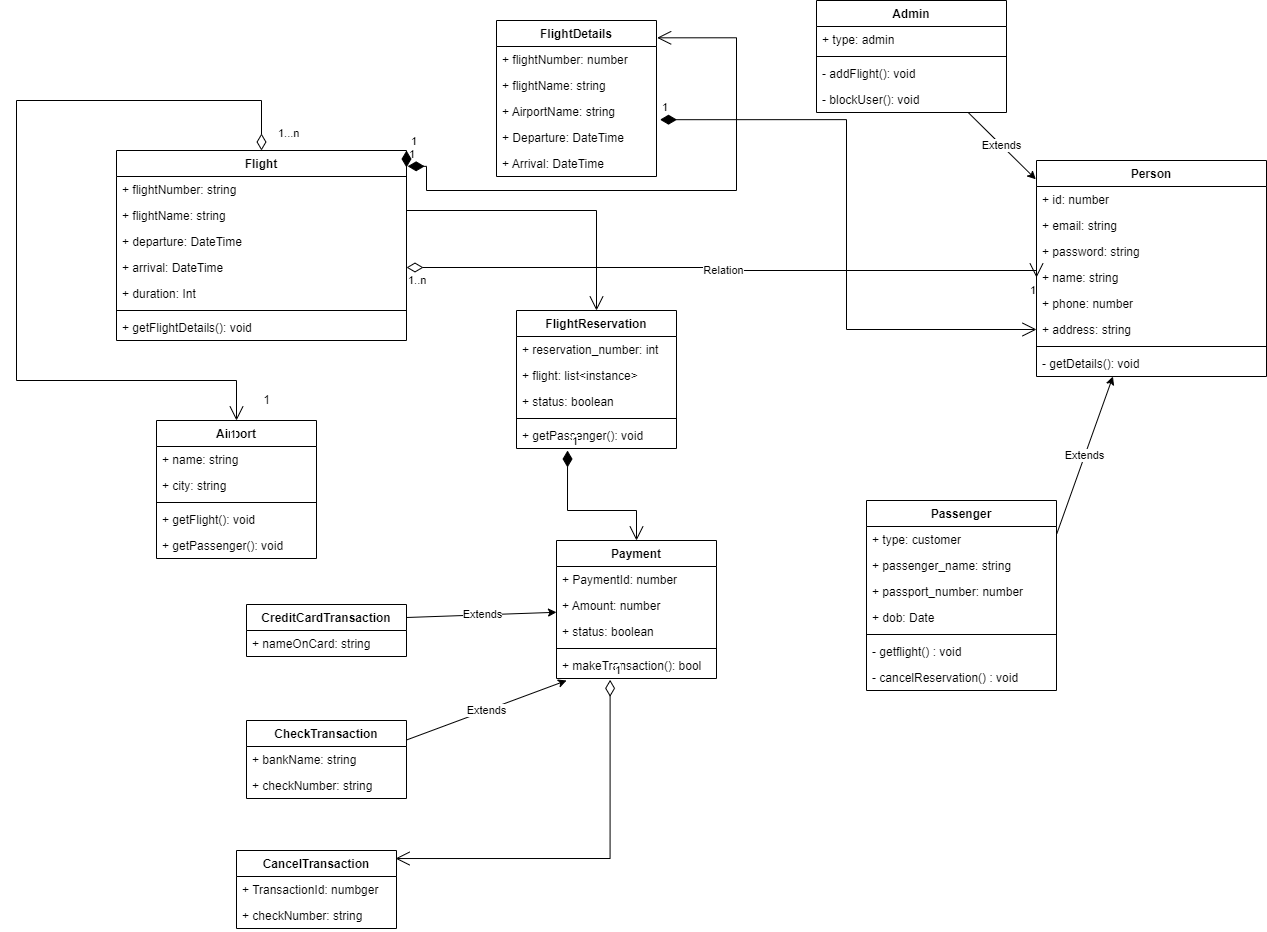 Admin
+ type: admin
- addFlight(): void
- blockUser(): void
FlightDetails
+ flightNumber: number
+ flightName: string
+ AirportName: string
+ Departure: DateTime
+ Arrival: DateTime
1
Extends
1...n
1
1
Flight
+ flightNumber: string
+ flightName: string
+ departure: DateTime
+ arrival: DateTime
+ duration: Int
+ getFlightDetails(): void
1..n
Relation
1
Person
+ id: number
+ email: string
+ password: string
+ name: string
+ phone: number
+ address: string
- getDetails(): void
FlightReservation
+ reservation_number: int
+ flight: list<instance>
+ status: boolean
+ getPassenger(): void
1
1
Airport
+ name: string
+ city: string
+ getFlight(): void
+ getPassenger(): void
Extends
Passenger
+ type: customer
+ passenger_name: string
+ passport_number: number
+ dob: Date
- getflight() : void
- cancelReservation() : void
Payment
+ PaymentId: number
+ Amount: number
+ status: boolean
+ makeTransaction(): bool
1
CreditCardTransaction
+ nameOnCard: string
Extends
CheckTransaction
+ bankName: string
+ checkNumber: string
Extends
CancelTransaction
+ TransactionId: numbger
+ checkNumber: string